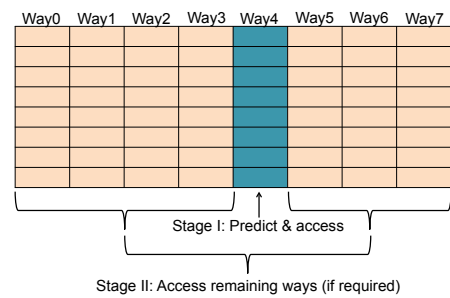 Way0 Way1 Way2 Way3 Way4 Way5 Way6 Way7
Stage I: Predict & access
Stage II: Access remaining ways (if required)